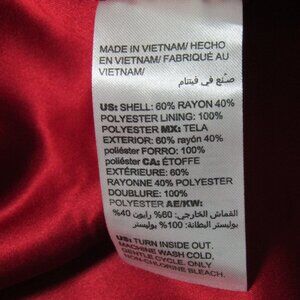 MADE IN VIETNAM/ HECHO
EN VIETNAM/ FABRIQUÉ AU
VIETNAM/
صنع في فيتنام
US: SHELL: 60% RAYON 40%
POLYESTER LINING: 100%
POLYESTER MX: TELA
EXTERIOR: 60% rayón 40%
poliéster FORRO: 100%
poliéster CA: ÉTOFFE
EXTÉRIEURE: 60%
RAYONNE 40% POLYESTER
DOUBLURE: 100%
POLYESTER AE/KW:
القماش الخارجي: 60% رايون 40%
بوليستر البطانة: 100% بوليستر
US: TURN INSIDE OUT.
MACHINE WASH COLD,
GENTLE CYCLE. ONLY
NON-CHLORINE BLEACH.